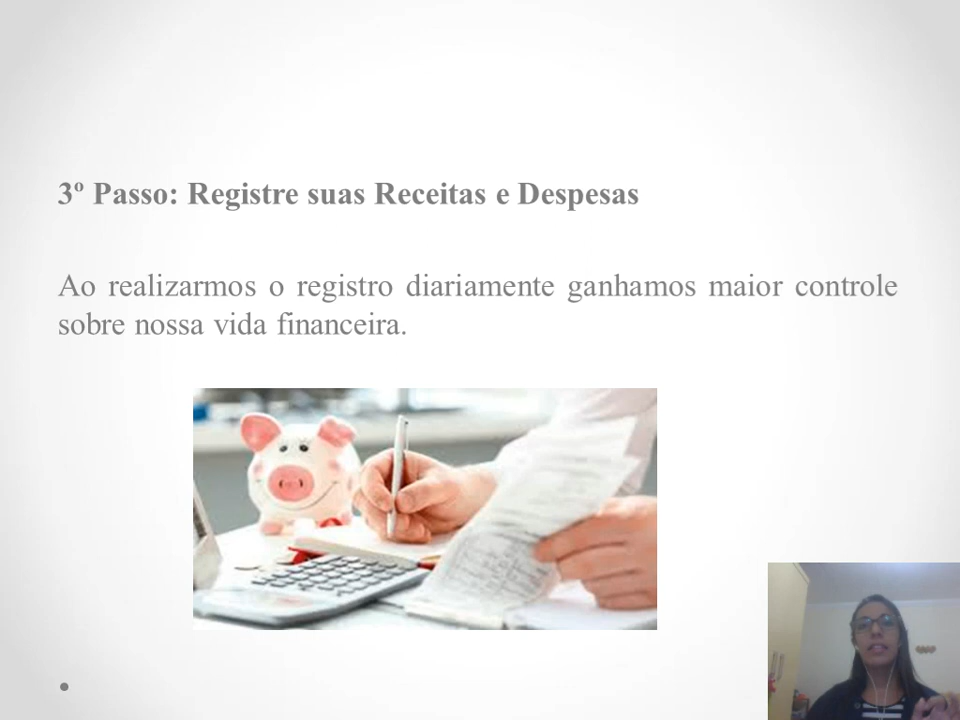 3º Passo: Registre suas Receitas e Despesas
Ao realizarmos o registro diariamente ganhamos maior controle
sobre nossa vida financeira.